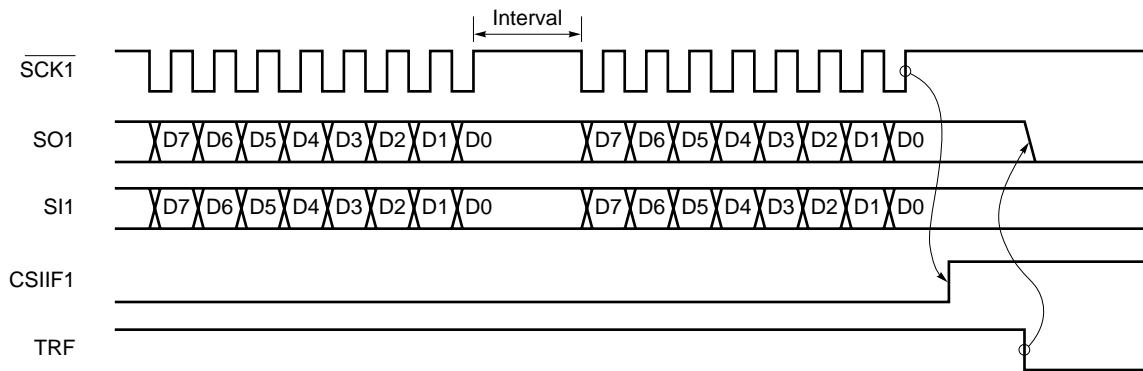 Interval
SCK1
SO1 D7 D6 D5 D4 D3 D2 D1 D0 D7 D6 D5 D4 D3 D2 D1 D0
SI1 D7 D6 D5 D4 D3 D2 D1 D0 D7 D6 D5 D4 D3 D2 D1 D0
CSIIF1
TRF